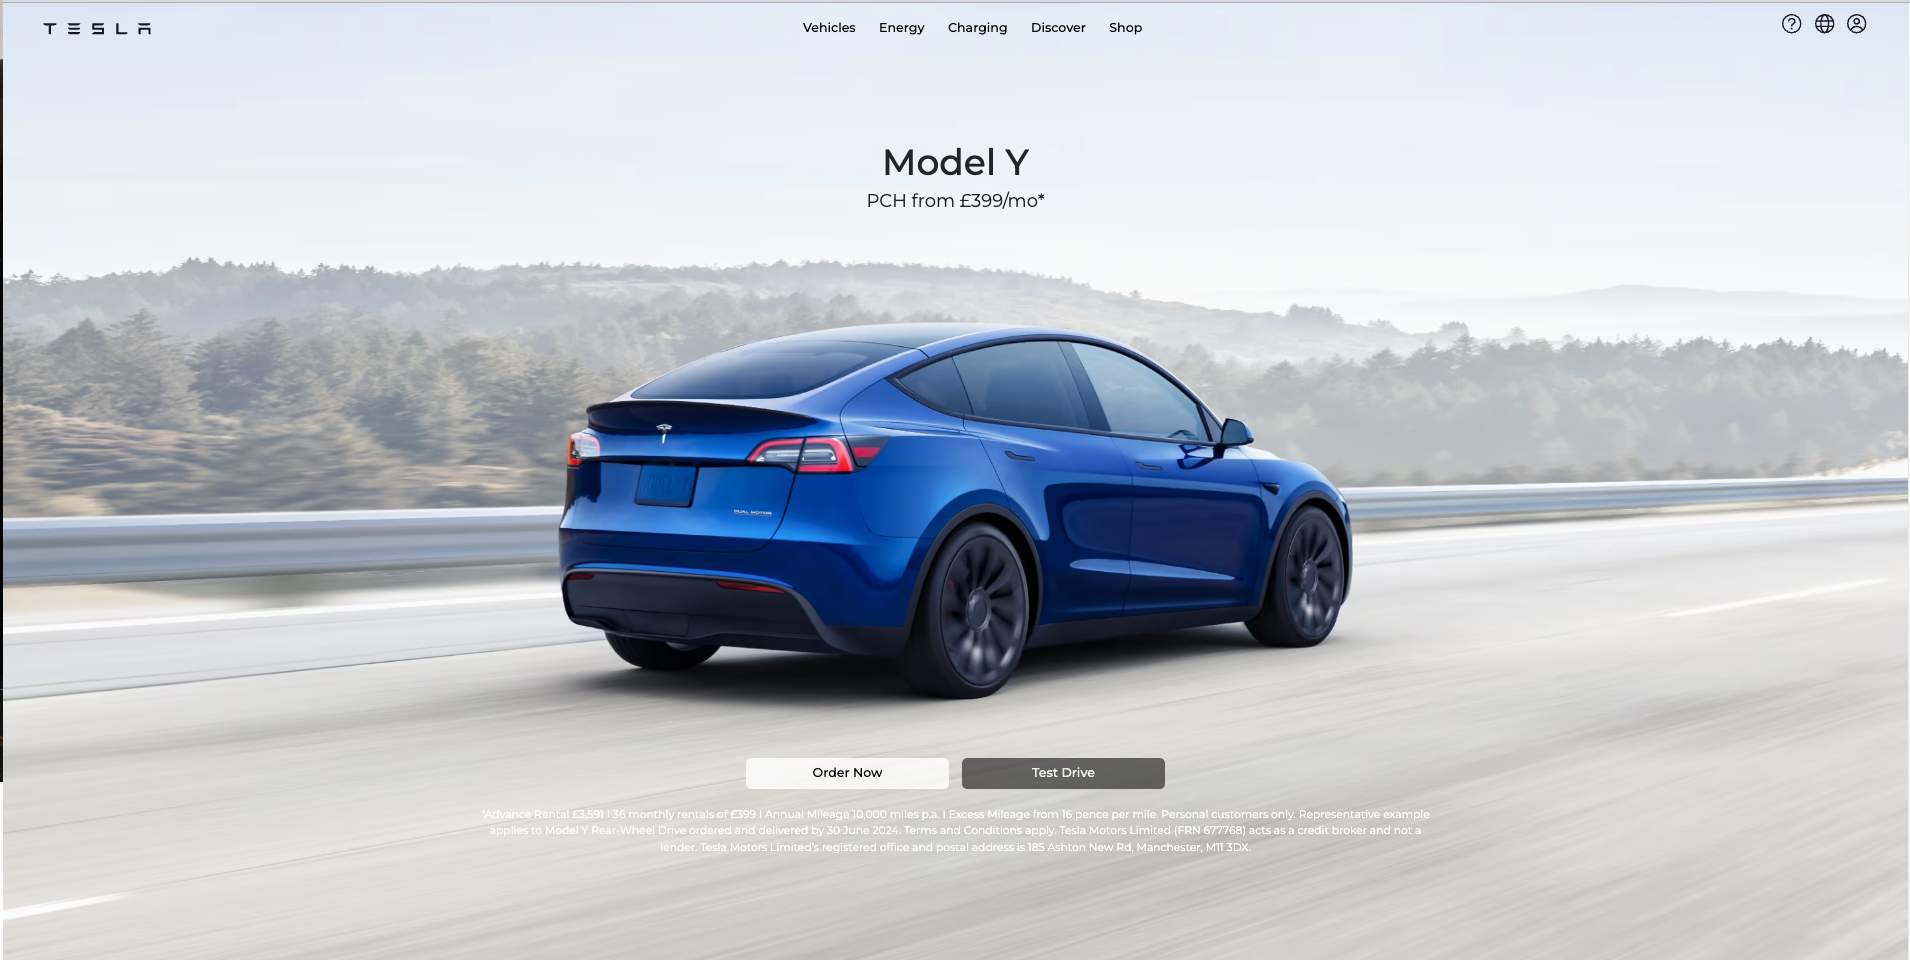 TESLA
Vehicles Energy Charging Discover Shop
Model Y
PCH from £399/mo*
DUAL MOTOR
Order Now Test Drive
*Advance Rental £3,591 I 36 monthly rentals of £399 I Annual Mileage 10,000 miles p.a. I Excess Mileage from 16 pence per mile. Personal customers only. Representative example
applies to Model Y Rear-Wheel Drive ordered and delivered by 30 June 2024. Terms and Conditions apply. Tesla Motors Limited (FRN 677768) acts as a credit broker and not a
lender. Tesla Motors Limited's registered office and postal address is 185 Ashton New Rd, Manchester, M11 3DX.